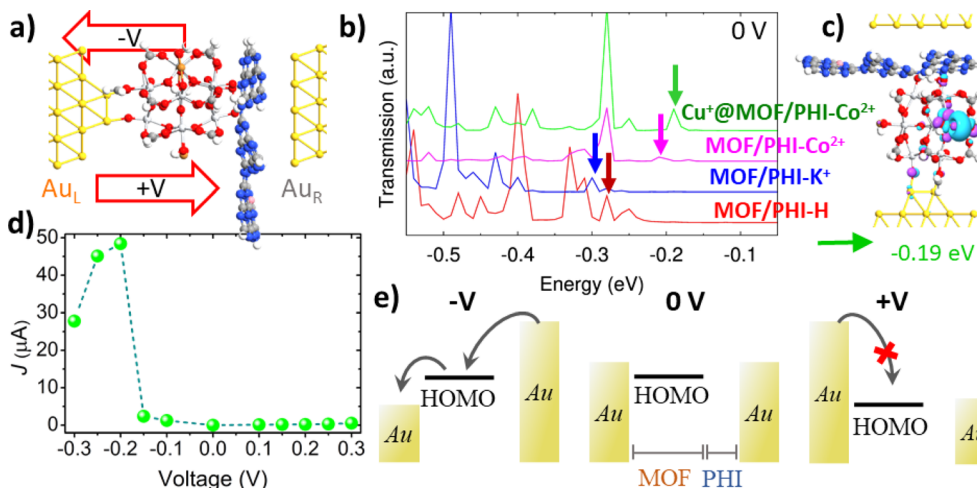 a)
-V
Au_L
+V
Au_R
b)
0 V
Transmission (a.u.)
Cu⁺@MOF/PHI-Co²⁺
MOF/PHI-Co²⁺
MOF/PHI-K⁺
MOF/PHI-H
-0.5 -0.4 -0.3 -0.2 -0.1
Energy (eV)
c)
-0.19 eV
d)
50
40
30
20
10
0
J (µA)
-0.3 -0.2 -0.1 0.0 0.1 0.2 0.3
Voltage (V)
e)
-V
0 V
+V
HOMO
Au
Au
Au
HOMO
Au
MOF PHI
Au
HOMO